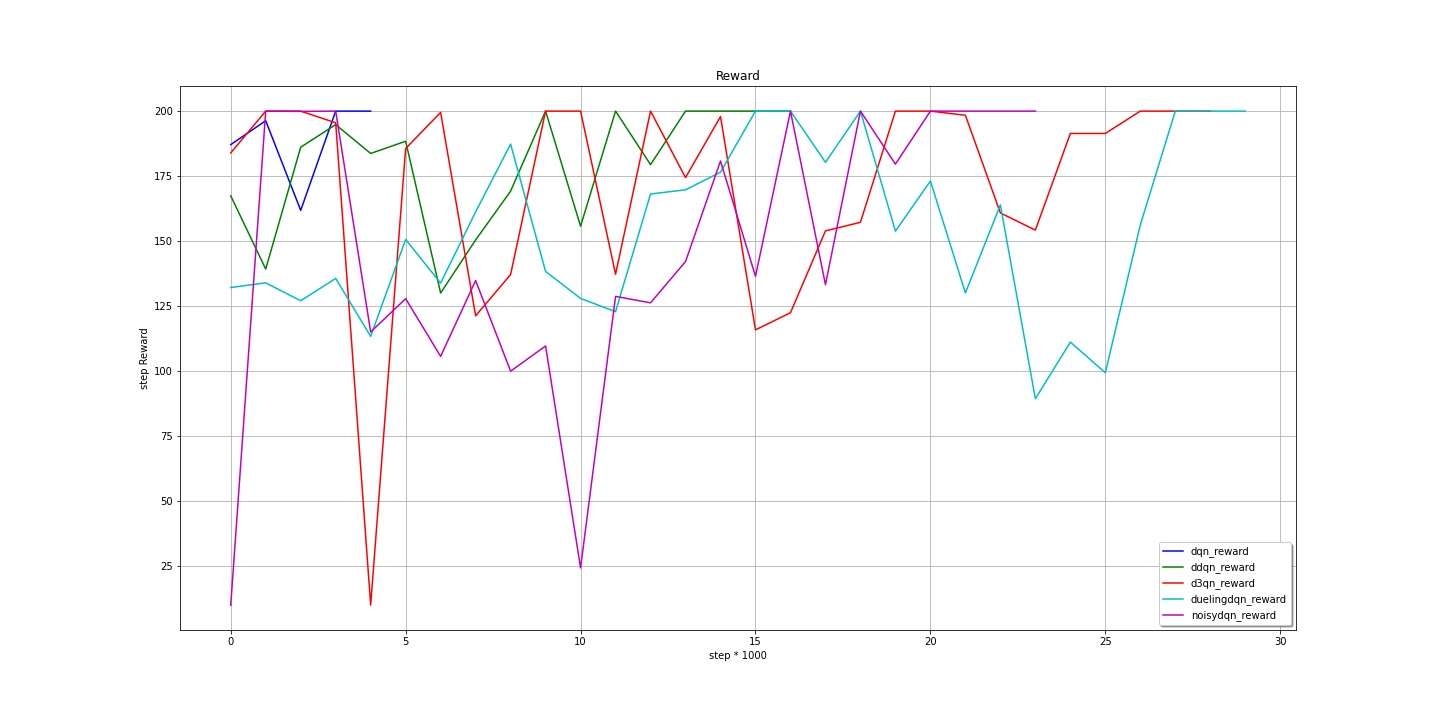 Reward
200
175
150
125
100
75
50
25
step Reward
0 5 10 15 20 25 30
step * 1000
dqn_reward
ddqn_reward
d3qn_reward
duelingdqn_reward
noisydqn_reward